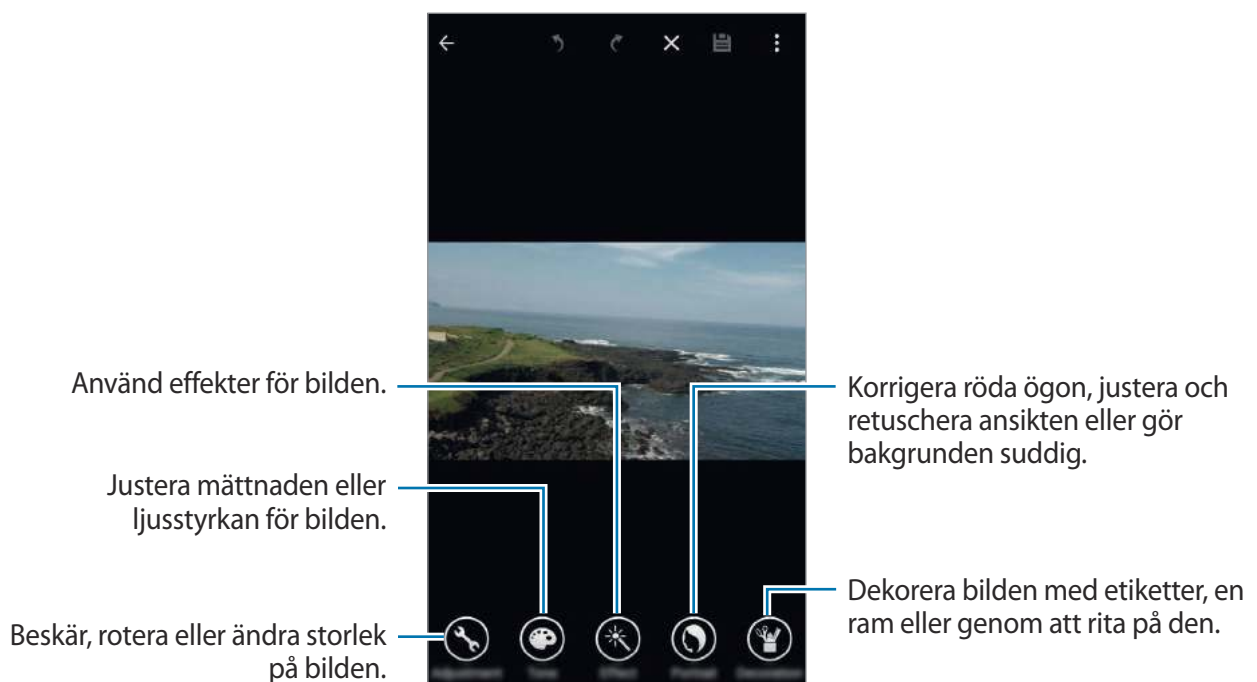 Använd effekter för bilden.
Justera mättnaden eller
ljusstyrkan för bilden.
Beskär, rotera eller ändra storlek
på bilden.
Korrigera röda ögon, justera och
retuschera ansikten eller gör
bakgrunden suddig.
Dekorera bilden med etiketter, en
ram eller genom att rita på den.